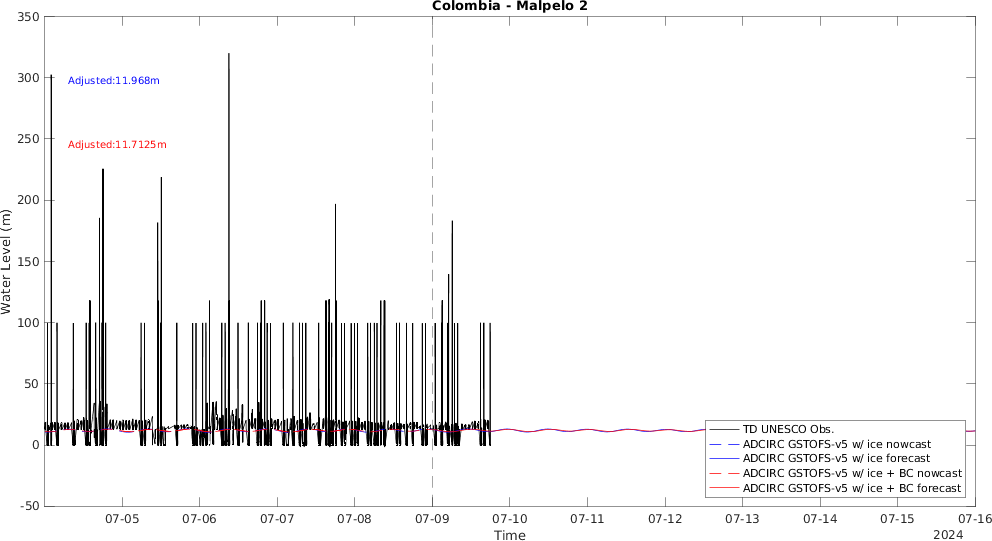 Colombia - Malpelo 2
350
300
250
200
150
100
50
0
-50
Water Level (m)
Adjusted:11.968m
Adjusted:11.7125m
TD UNESCO Obs.
ADCIRC GSTOFS-v5 w/ ice nowcast
ADCIRC GSTOFS-v5 w/ ice forecast
ADCIRC GSTOFS-v5 w/ ice + BC nowcast
ADCIRC GSTOFS-v5 w/ ice + BC forecast
07-05 07-06 07-07 07-08 07-09 07-10 07-11 07-12 07-13 07-14 07-15 07-16
Time
2024